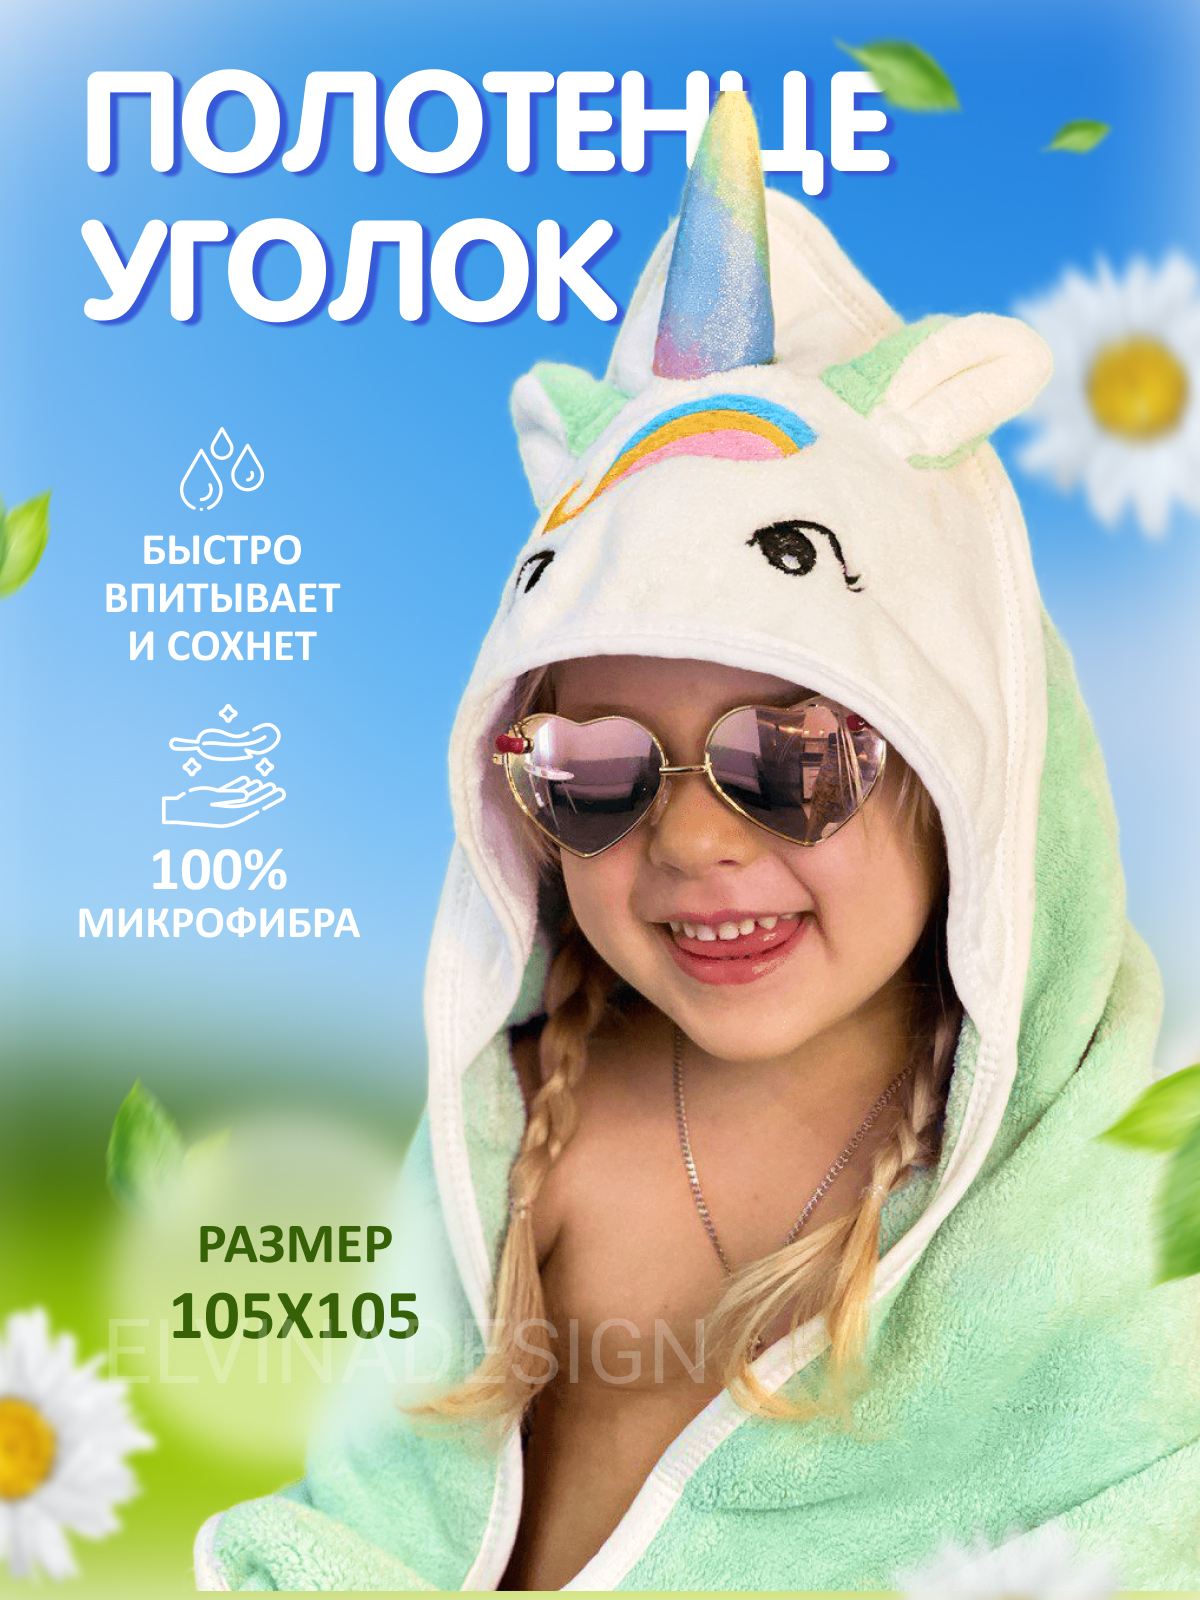 ПОЛОТЕНЦЕ
УГОЛОК
БЫСТРО
ВПИТЫВАЕТ
И СОХНЕТ
100%
МИКРОФИБРА
РАЗМЕР
105X105
ELVINADESIGN